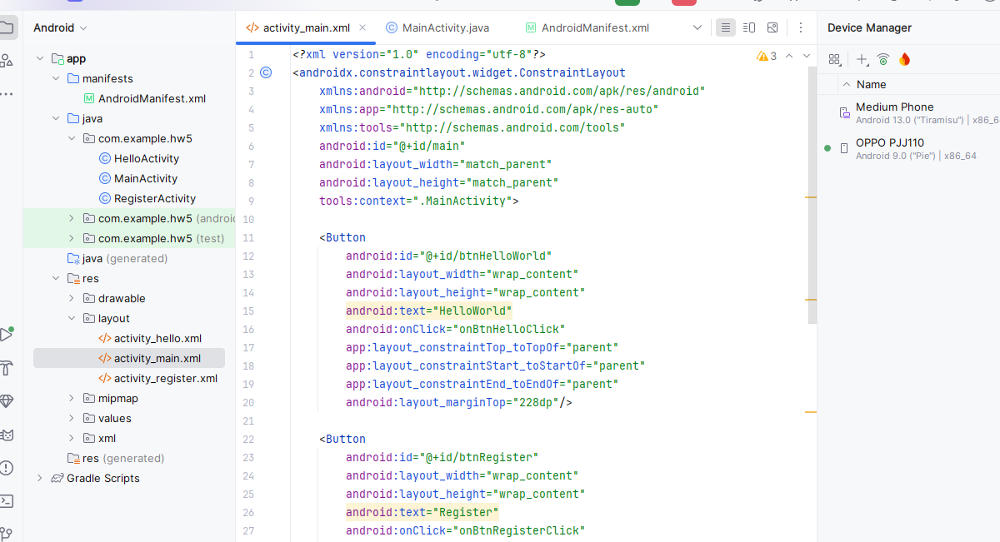 Android
activity_main.xml
MainActivity.java
AndroidManifest.xml
Device Manager
app
manifests
AndroidManifest.xml
java
com.example.hw5
HelloActivity
MainActivity
RegisterActivity
com.example.hw5 (androi
com.example.hw5 (test)
java (generated)
res
drawable
layout
activity_hello.xml
activity_main.xml
activity_register.xml
mipmap
values
xml
res (generated)
Gradle Scripts
1 <?xml version="1.0" encoding="utf-8"?>
2 <androidx.constraintlayout.widget.ConstraintLayout
3 xmlns:android="http://schemas.android.com/apk/res/android"
4 xmlns:app="http://schemas.android.com/apk/res-auto"
5 xmlns:tools="http://schemas.android.com/tools"
6 android:id="@+id/main"
7 android:layout_width="match_parent"
8 android:layout_height="match_parent"
9 tools:context=".MainActivity">
10
11 <Button
12 android:id="@+id/btnHelloWorld"
13 android:layout_width="wrap_content"
14 android:layout_height="wrap_content"
15 android:text="HelloWorld"
16 android:onClick="onBtnHelloClick"
17 app:layout_constraintTop_toTopOf="parent"
18 app:layout_constraintStart_toStartOf="parent"
19 app:layout_constraintEnd_toEndOf="parent"
20 android:layout_marginTop="228dp"/>
21
22 <Button
23 android:id="@+id/btnRegister"
24 android:layout_width="wrap_content"
25 android:layout_height="wrap_content"
26 android:text="Register"
27 android:onClick="onBtnRegisterClick"
3
Name
Medium Phone
Android 13.0 ("Tiramisu") | x86_6
OPPO PJJ110
Android 9.0 ("Pie") | x86_64